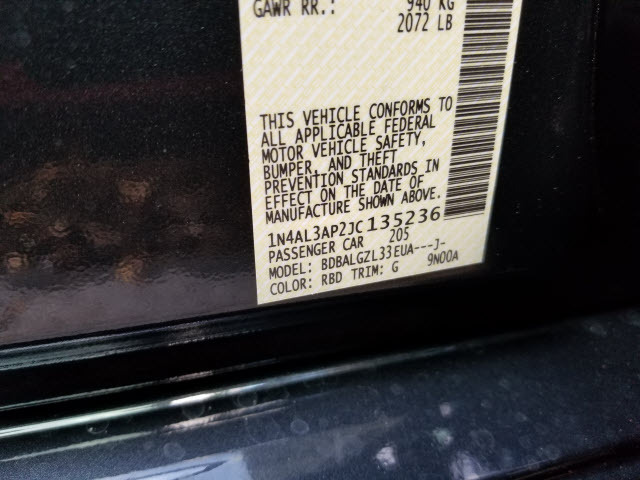 GAWR RR.: 940 KG
2072 LB
THIS VEHICLE CONFORMS TO
ALL APPLICABLE FEDERAL
MOTOR VEHICLE SAFETY,
BUMPER, AND THEFT
PREVENTION STANDARDS IN
EFFECT ON THE DATE OF
MANUFACTURE SHOWN ABOVE.
1N4AL3AP2JC135236
PASSENGER CAR 205
MODEL: BDBALGZL33EUA---J-
COLOR: RBD TRIM: G 9N00A